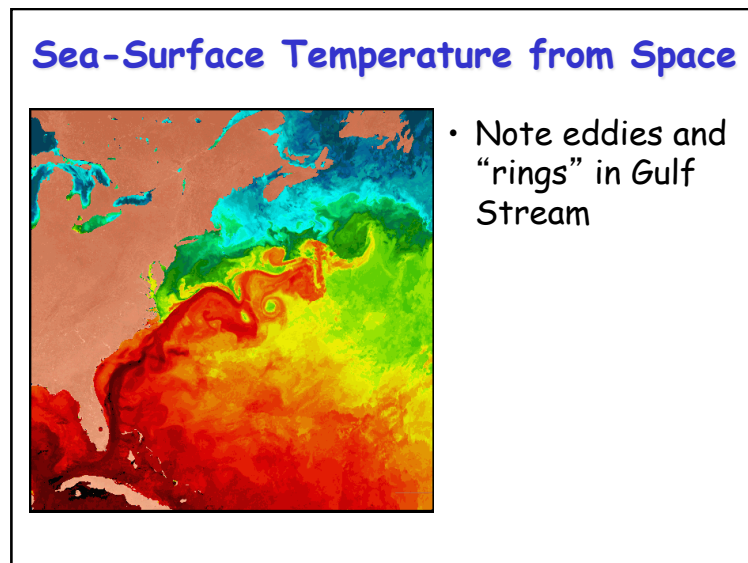 Sea-Surface Temperature from Space
• Note eddies and
“rings” in Gulf
Stream